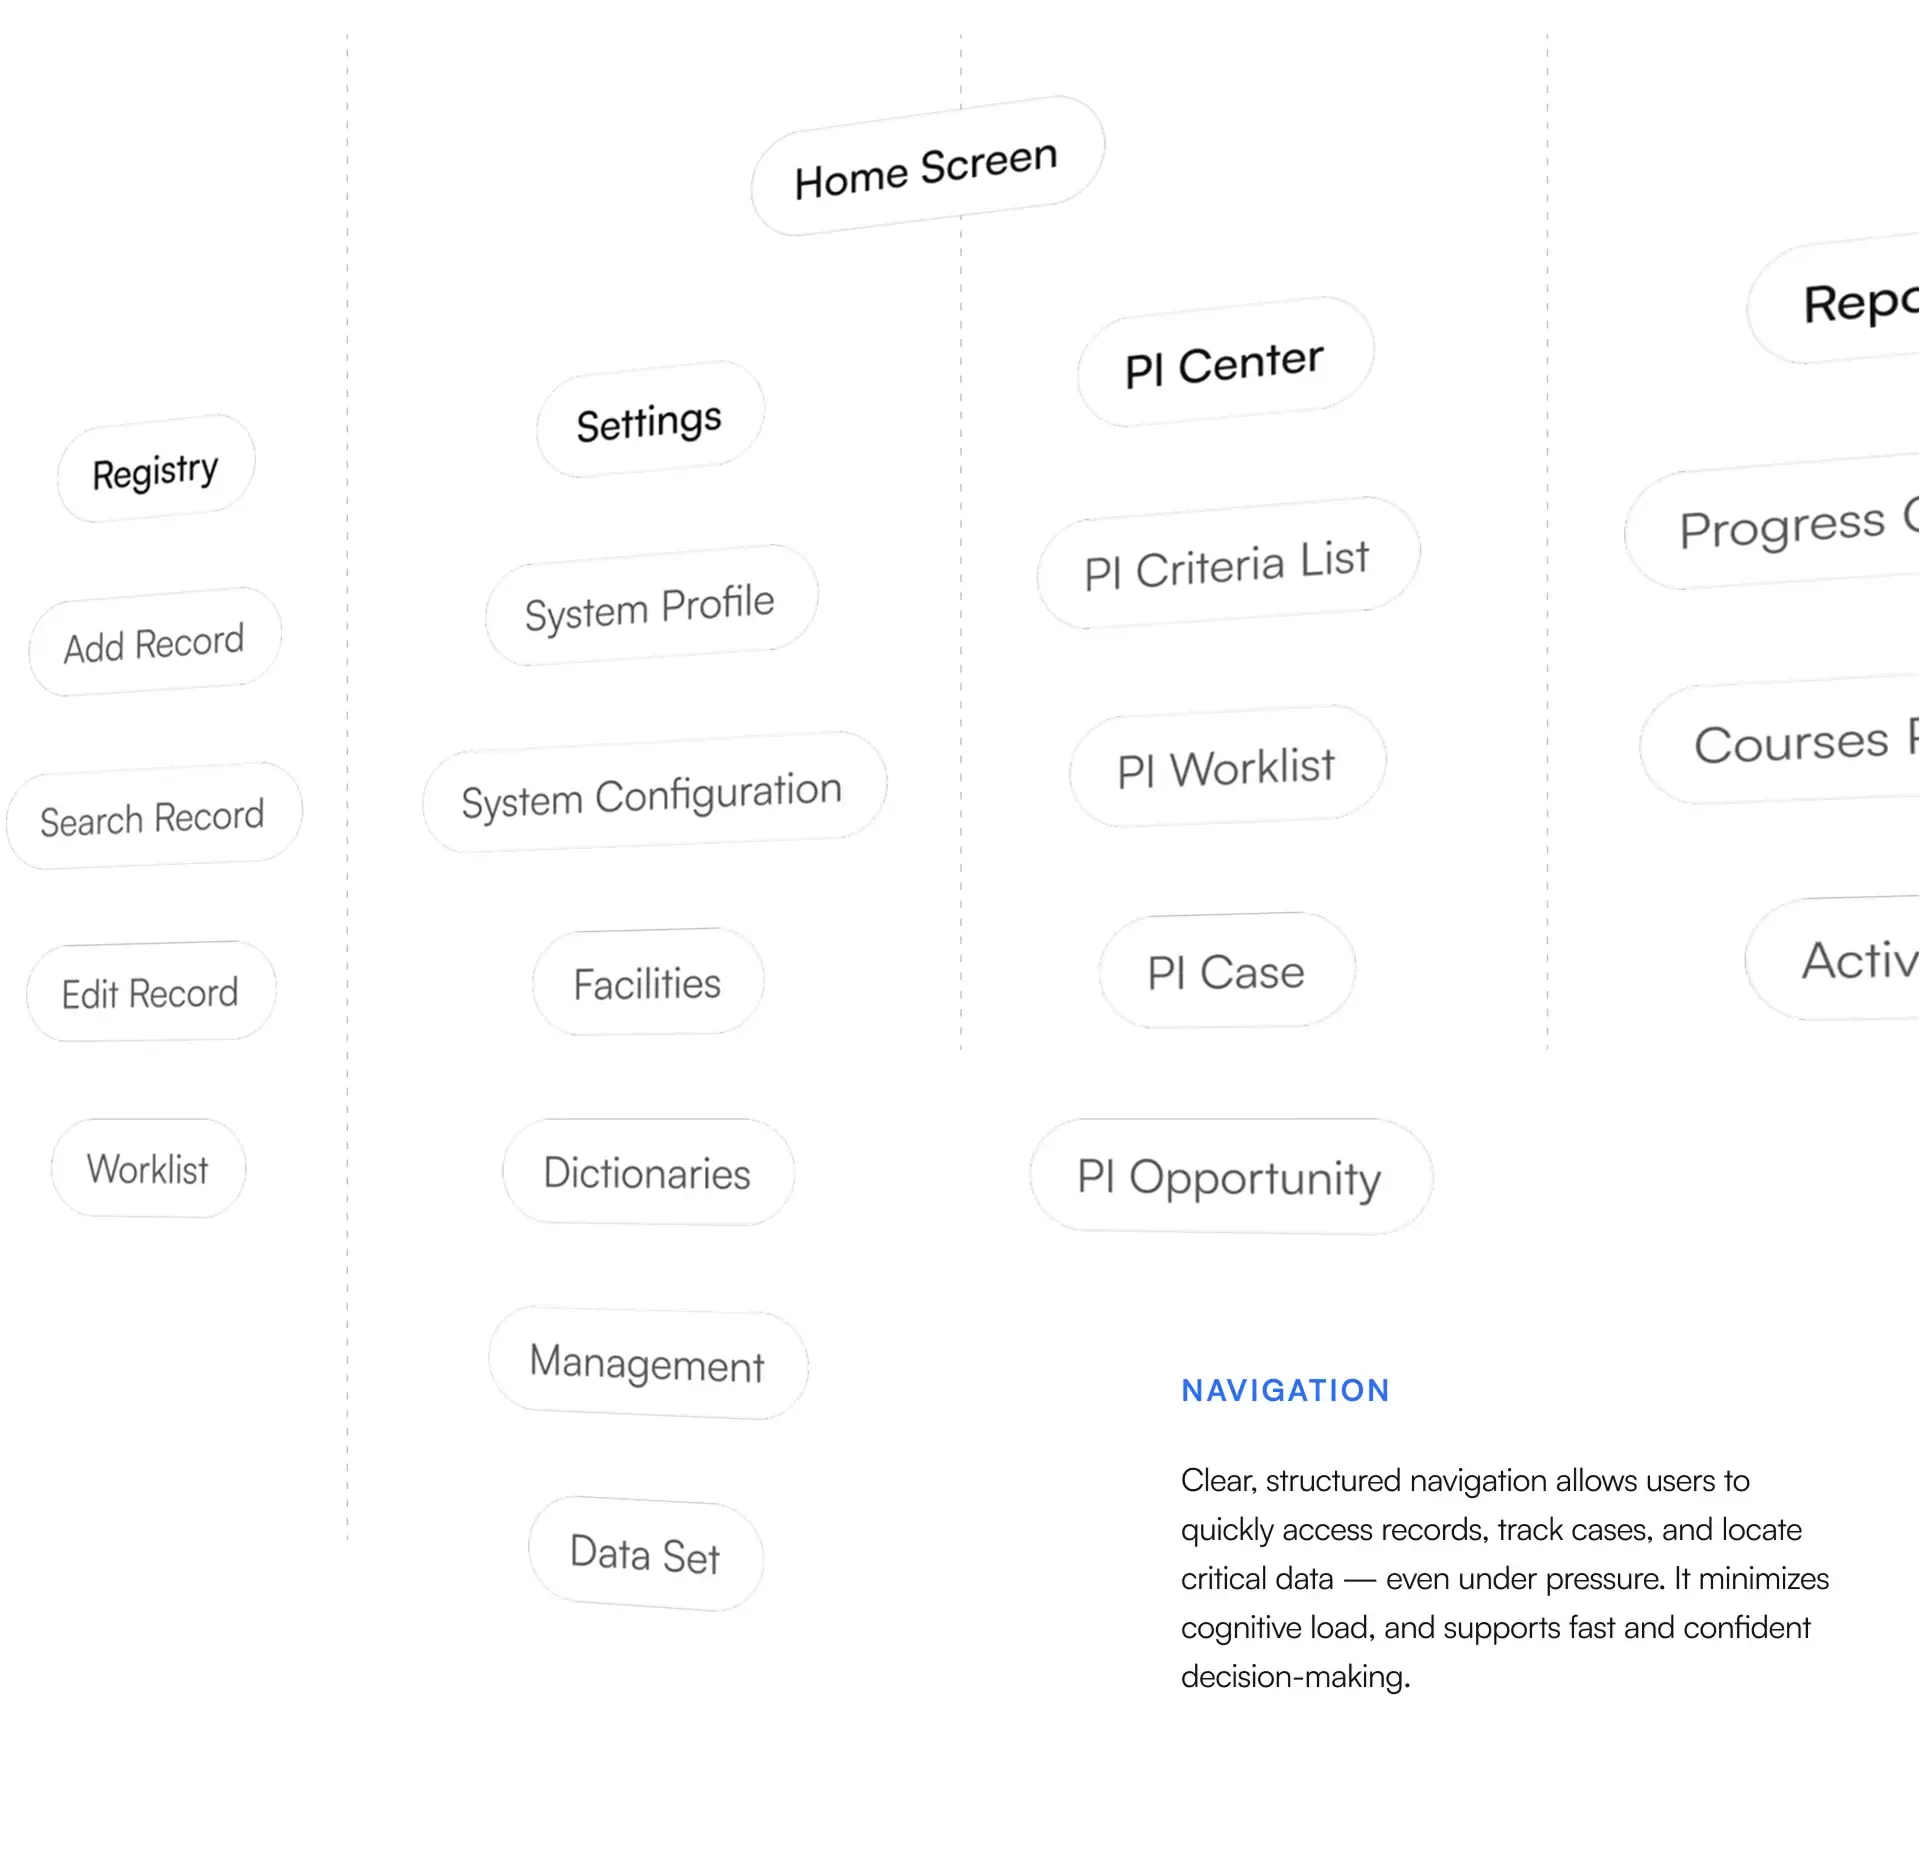 Home Screen
Registry
Add Record
Search Record
Edit Record
Worklist
Settings
System Profile
System Configuration
Facilities
Dictionaries
Management
Data Set
PI Center
PI Criteria List
PI Worklist
PI Case
PI Opportunity
Progress
Courses
NAVIGATION
Clear, structured navigation allows users to
quickly access records, track cases, and locate
critical data — even under pressure. It minimizes
cognitive load, and supports fast and confident
decision-making.